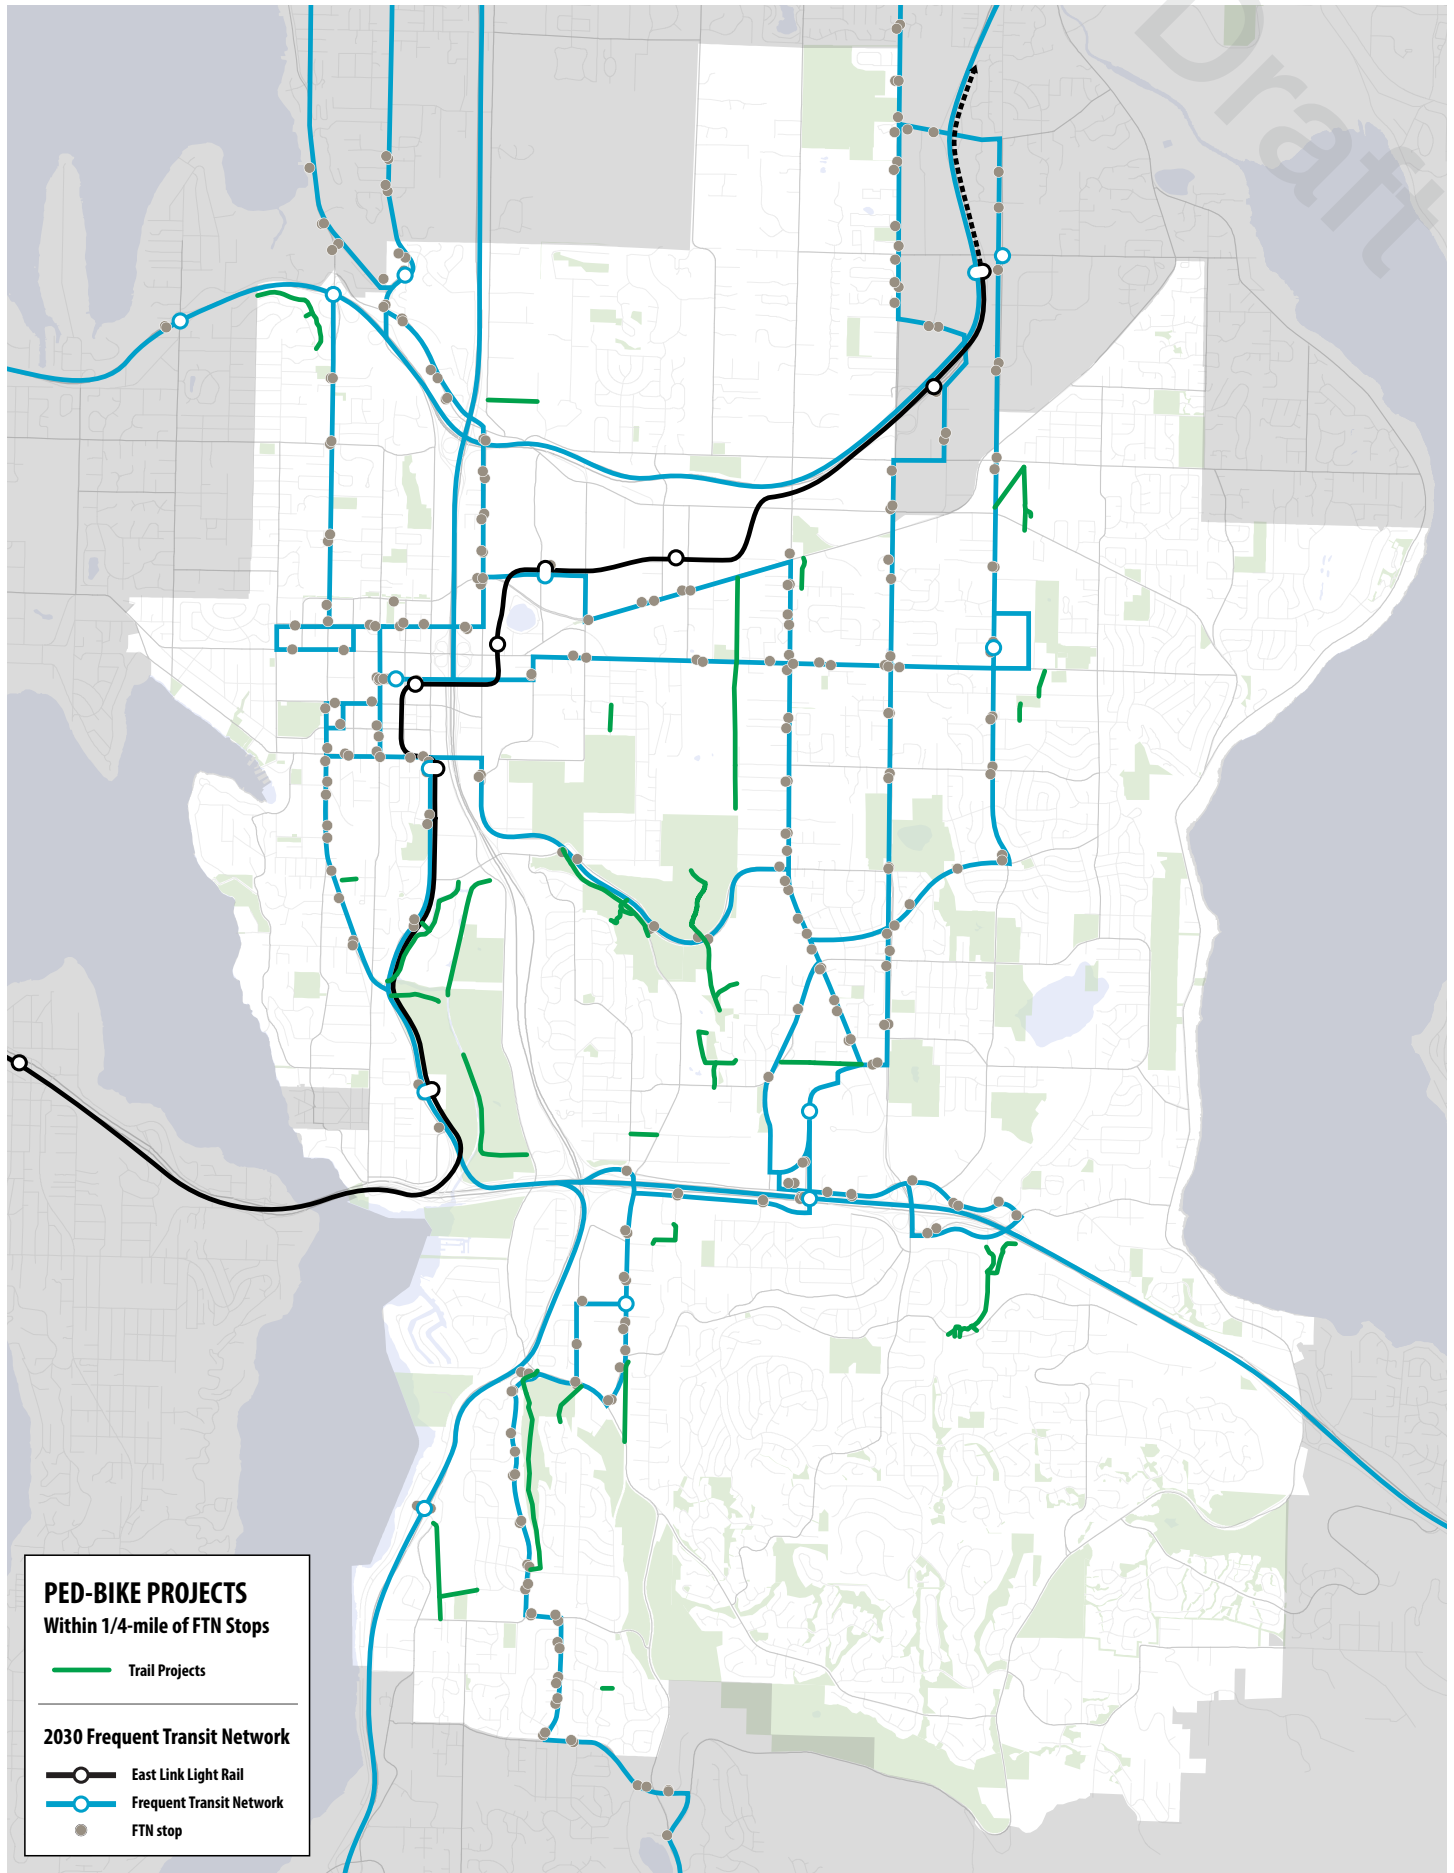 Draft
PED-BIKE PROJECTS
Within 1/4-mile of FTN Stops
Trail Projects
2030 Frequent Transit Network
East Link Light Rail
Frequent Transit Network
FTN stop